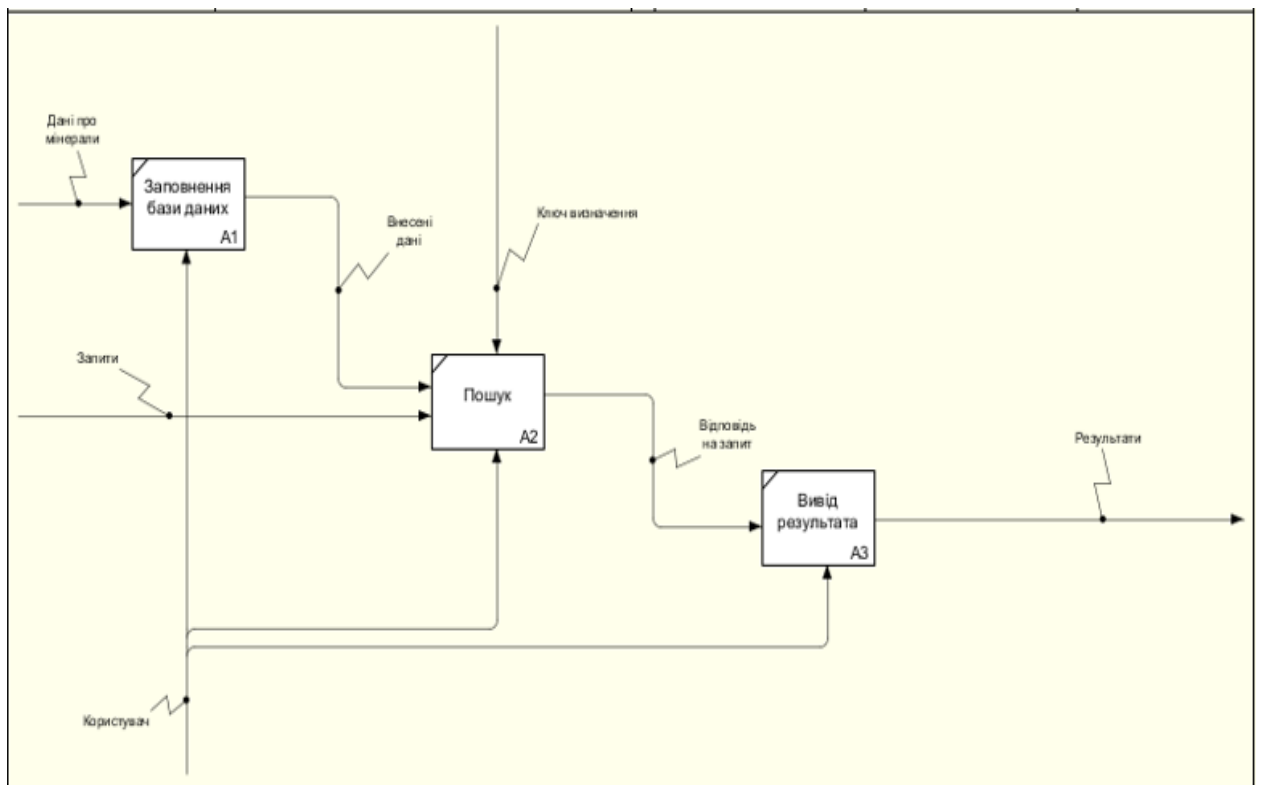 Дані про
мінерали
Заповнення
бази даних
A1
Внесені
дані
Ключ визначення
Запити
Пошук
A2
Відповідь
на запит
Результати
Вивід
результата
A3
Користувач